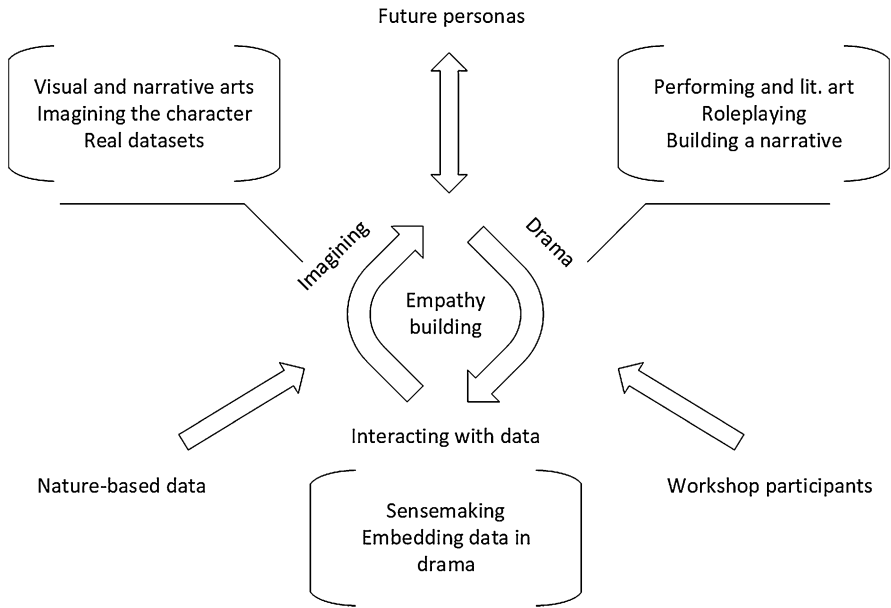 Future personas
Visual and narrative arts
Imagining the character
Real datasets
Performing and lit. art
Roleplaying
Building a narrative
Imagining
Drama
Empathy
building
Interacting with data
Nature-based data
Workshop participants
Sensemaking
Embedding data in
drama